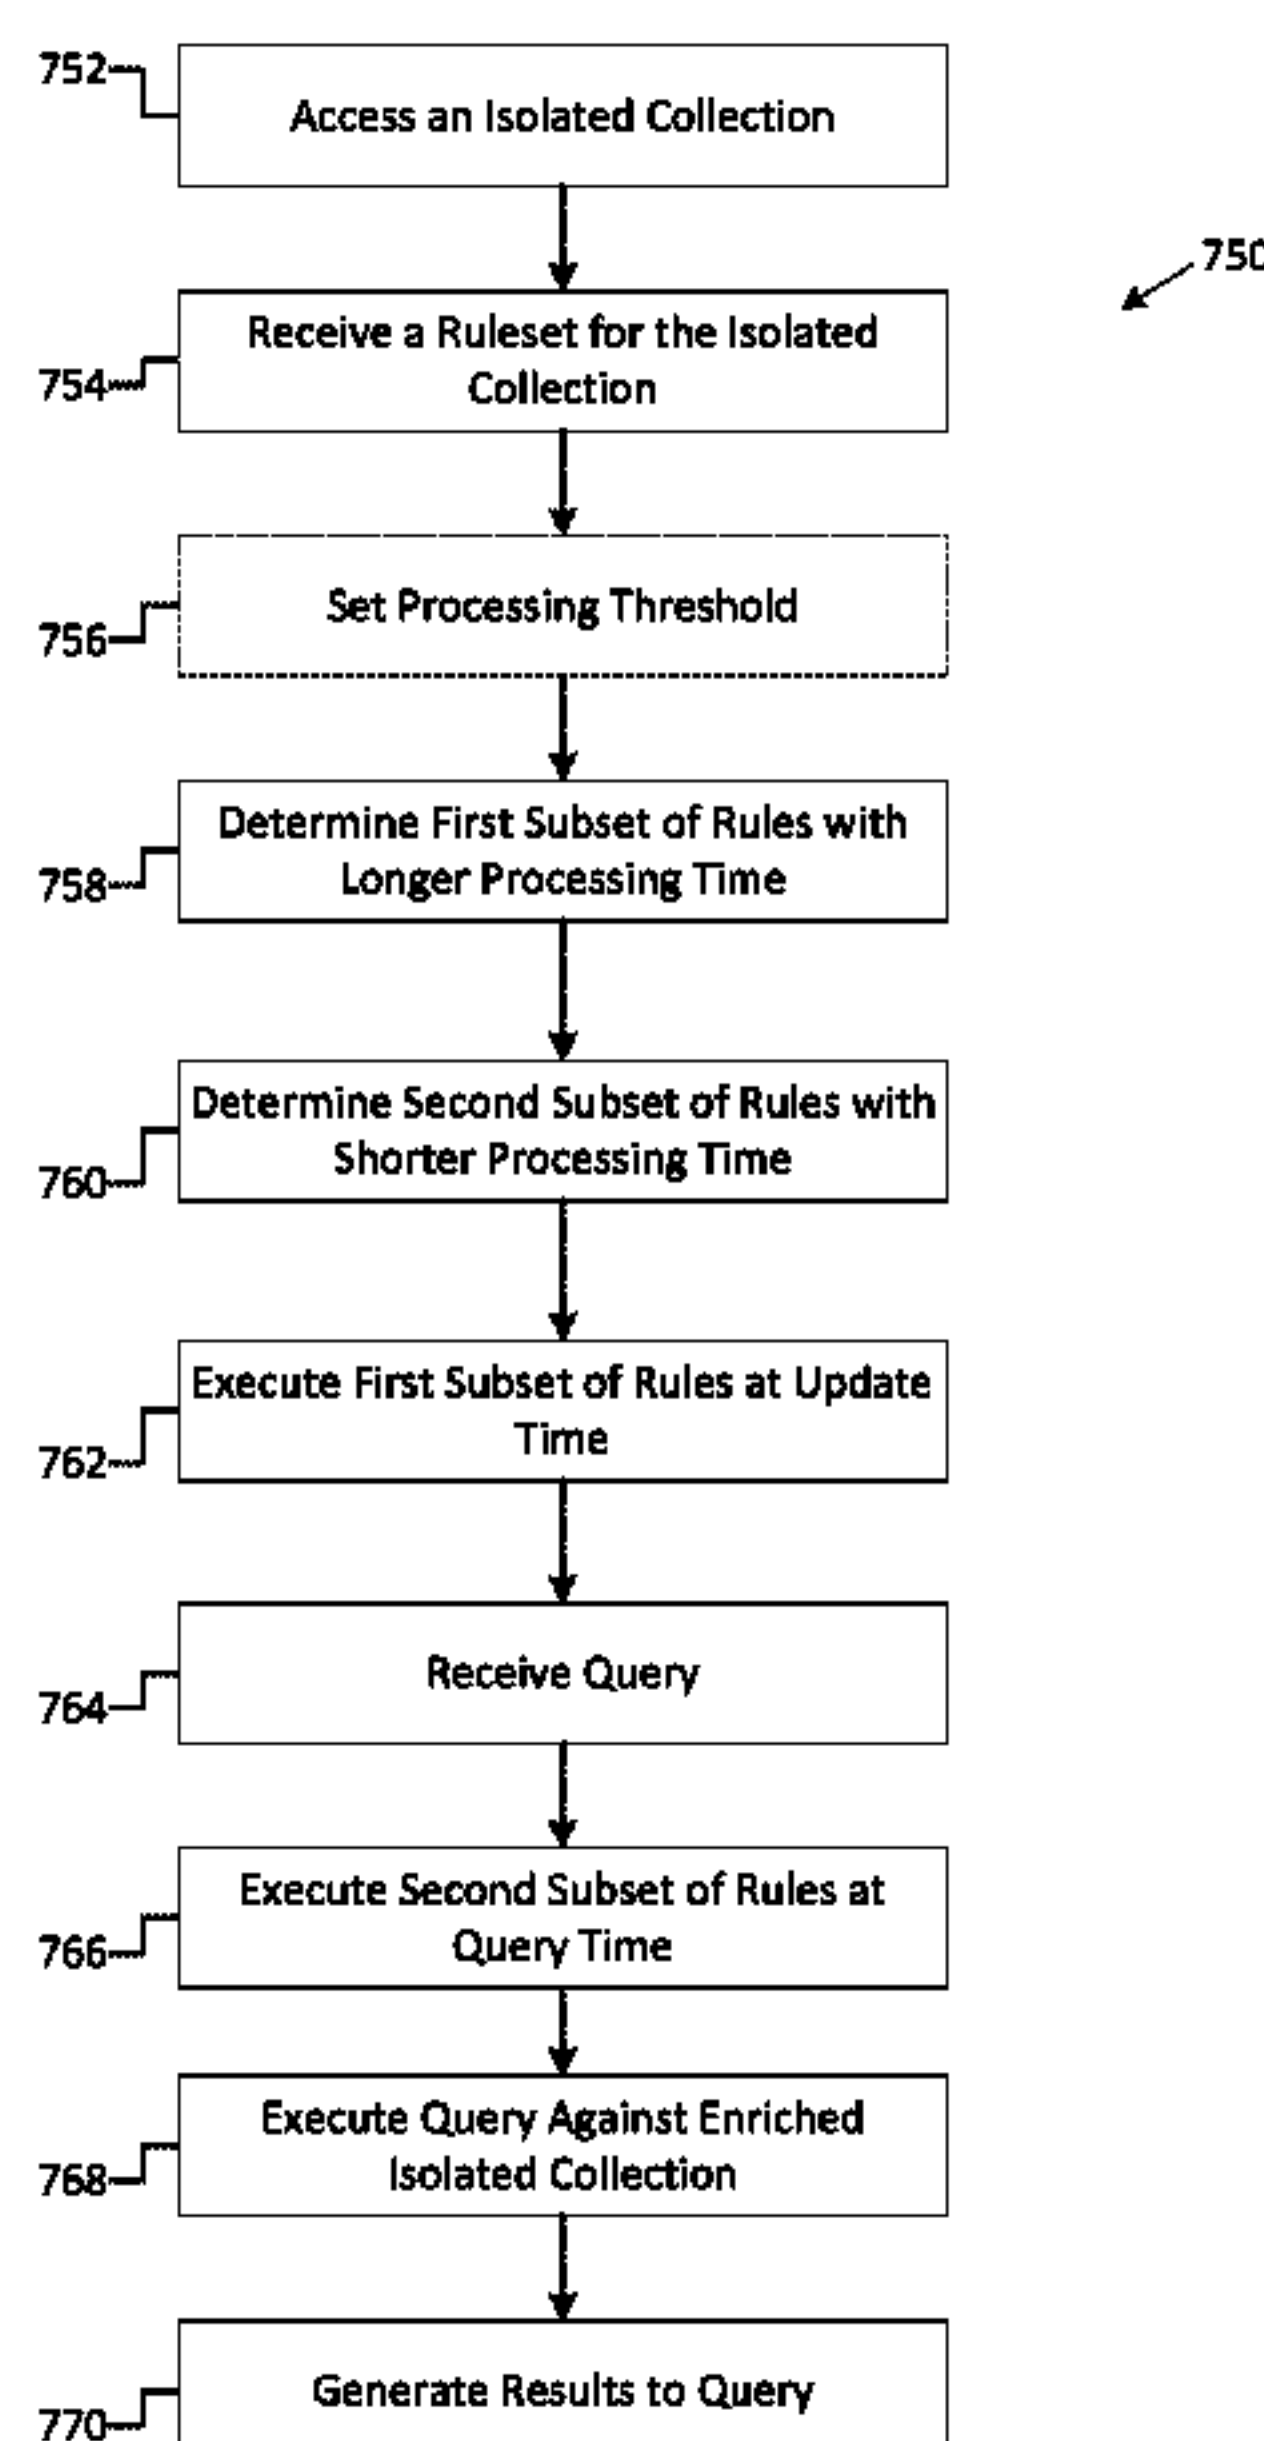 752
Access an Isolated Collection
750
754
Receive a Ruleset for the Isolated
Collection
756
Set Processing Threshold
758
Determine First Subset of Rules with
Longer Processing Time
760
Determine Second Subset of Rules with
Shorter Processing Time
762
Execute First Subset of Rules at Update
Time
764
Receive Query
766
Execute Second Subset of Rules at
Query Time
768
Execute Query Against Enriched
Isolated Collection
770
Generate Results to Query